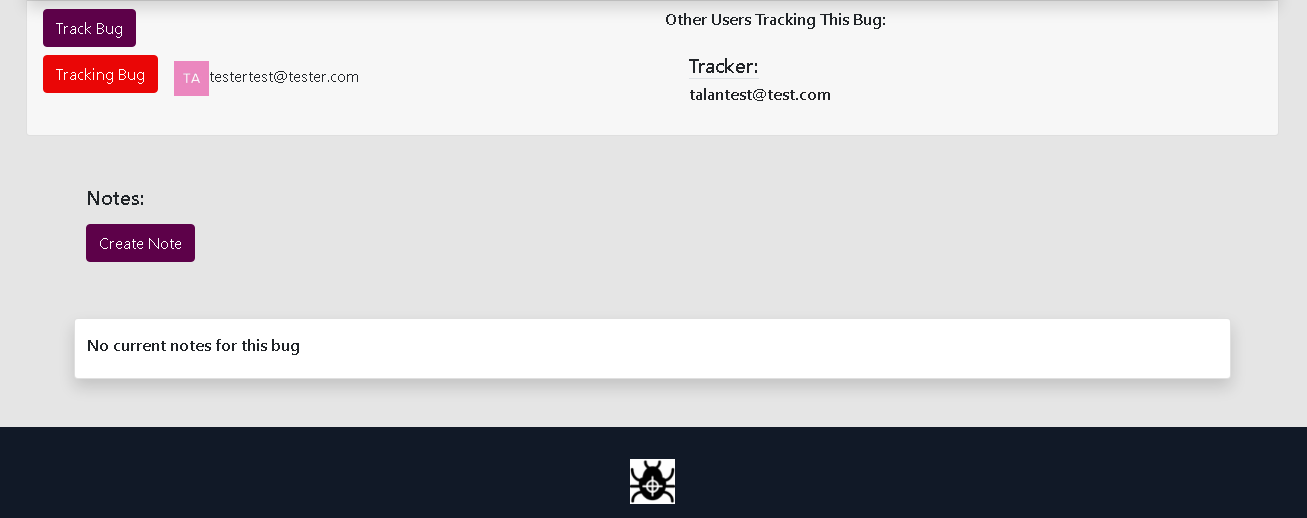 Track Bug
Tracking Bug
TA
testertest@tester.com
Other Users Tracking This Bug:
Tracker:
talantest@test.com
Notes:
Create Note
No current notes for this bug